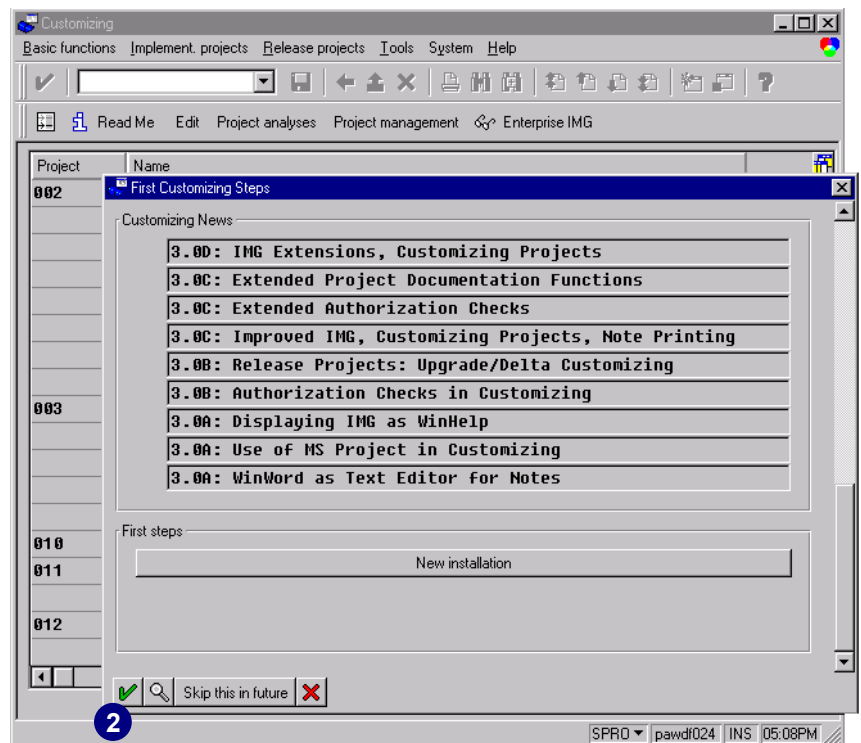 Customizing
Basic functions Implement. projects Release projects Tools System Help
Read Me Edit Project analyses Project management Enterprise IMG
Project Name
002
First Customizing Steps
Customizing News
3.0D: IMG Extensions, Customizing Projects
3.0C: Extended Project Documentation Functions
3.0C: Extended Authorization Checks
3.0C: Improved IMG, Customizing Projects, Note Printing
3.0B: Release Projects: Upgrade/Delta Customizing
3.0B: Authorization Checks in Customizing
003
3.0A: Displaying IMG as WinHelp
3.0A: Use of MS Project in Customizing
3.0A: WinWord as Text Editor for Notes
First steps
010
New installation
011
012
Skip this in future
2
SPRO pawdf024 INS 05:08PM